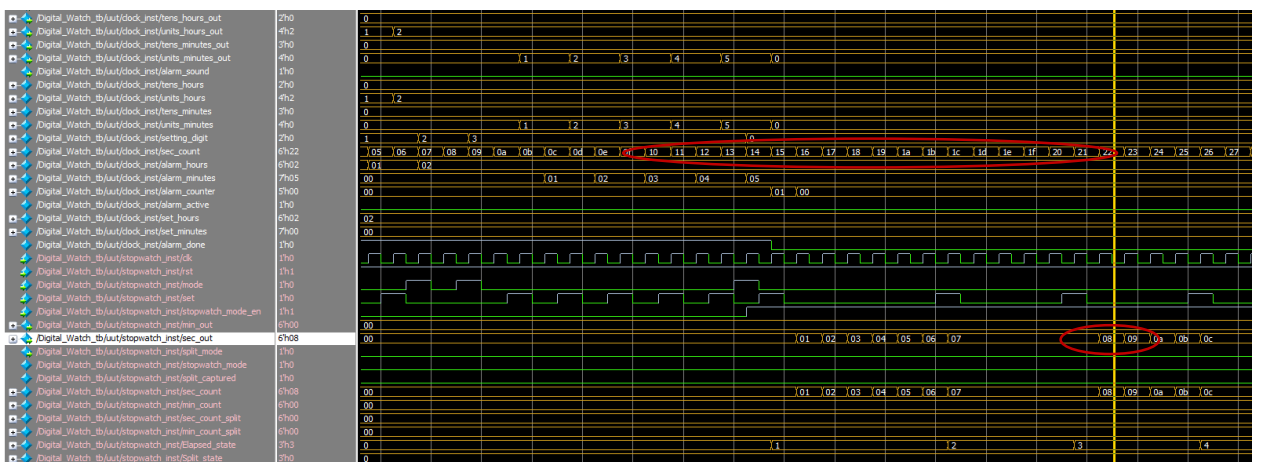 /Digital_Watch_tb/uut/clock_inst/tens_hours_out 2'h0 0
/Digital_Watch_tb/uut/clock_inst/units_hours_out 4'h2 1 2
/Digital_Watch_tb/uut/clock_inst/tens_minutes_out 3'h0 0
/Digital_Watch_tb/uut/clock_inst/units_minutes_out 4'h0 0 1 2 3 4 5 0
/Digital_Watch_tb/uut/clock_inst/alarm_sound 1'h0
/Digital_Watch_tb/uut/clock_inst/tens_hours 2'h0 0
/Digital_Watch_tb/uut/clock_inst/units_hours 4'h2 1 2
/Digital_Watch_tb/uut/clock_inst/tens_minutes 3'h0 0
/Digital_Watch_tb/uut/clock_inst/units_minutes 4'h0 0 1 2 3 4 5 0
/Digital_Watch_tb/uut/clock_inst/setting_digit 2'h0 1 2 3 0
/Digital_Watch_tb/uut/clock_inst/sec_count 6'h22 05 06 07 08 09 0a 0b 0c 0d 0e 0f 10 11 12 13 14 15 16 17 18 19 1a 1b 1c 1d 1e 1f 20 21 22 23 24 25 26 27
/Digital_Watch_tb/uut/clock_inst/alarm_hours 6'h02 01 02
/Digital_Watch_tb/uut/clock_inst/alarm_minutes 7'h05 00 01 02 03 04 05
/Digital_Watch_tb/uut/clock_inst/alarm_counter 5'h00 00 01 00
/Digital_Watch_tb/uut/clock_inst/alarm_active 1'h0
/Digital_Watch_tb/uut/clock_inst/set_hours 6'h02 02
/Digital_Watch_tb/uut/clock_inst/set_minutes 7'h00 00
/Digital_Watch_tb/uut/clock_inst/alarm_done 1'h0
/Digital_Watch_tb/uut/stopwatch_inst/clk 1'h0
/Digital_Watch_tb/uut/stopwatch_inst/rst 1'h1
/Digital_Watch_tb/uut/stopwatch_inst/mode 1'h0
/Digital_Watch_tb/uut/stopwatch_inst/set 1'h0
/Digital_Watch_tb/uut/stopwatch_inst/stopwatch_mode_en 1'h1
/Digital_Watch_tb/uut/stopwatch_inst/min_out 6'h00 00
/Digital_Watch_tb/uut/stopwatch_inst/sec_out 6'h08 00 01 02 03 04 05 06 07 08 09 0a 0b 0c
/Digital_Watch_tb/uut/stopwatch_inst/split_mode 1'h0
/Digital_Watch_tb/uut/stopwatch_inst/stopwatch_mode 1'h0
/Digital_Watch_tb/uut/stopwatch_inst/split_captured 1'h0
/Digital_Watch_tb/uut/stopwatch_inst/sec_count 6'h08 00 01 02 03 04 05 06 07 08 09 0a 0b 0c
/Digital_Watch_tb/uut/stopwatch_inst/min_count 6'h00 00
/Digital_Watch_tb/uut/stopwatch_inst/sec_count_split 6'h00 00
/Digital_Watch_tb/uut/stopwatch_inst/min_count_split 6'h00 00
/Digital_Watch_tb/uut/stopwatch_inst/Elapsed_state 3'h3 0 1 2 3 4
/Digital_Watch_tb/uut/stopwatch_inst/Split_state 3'h0 0